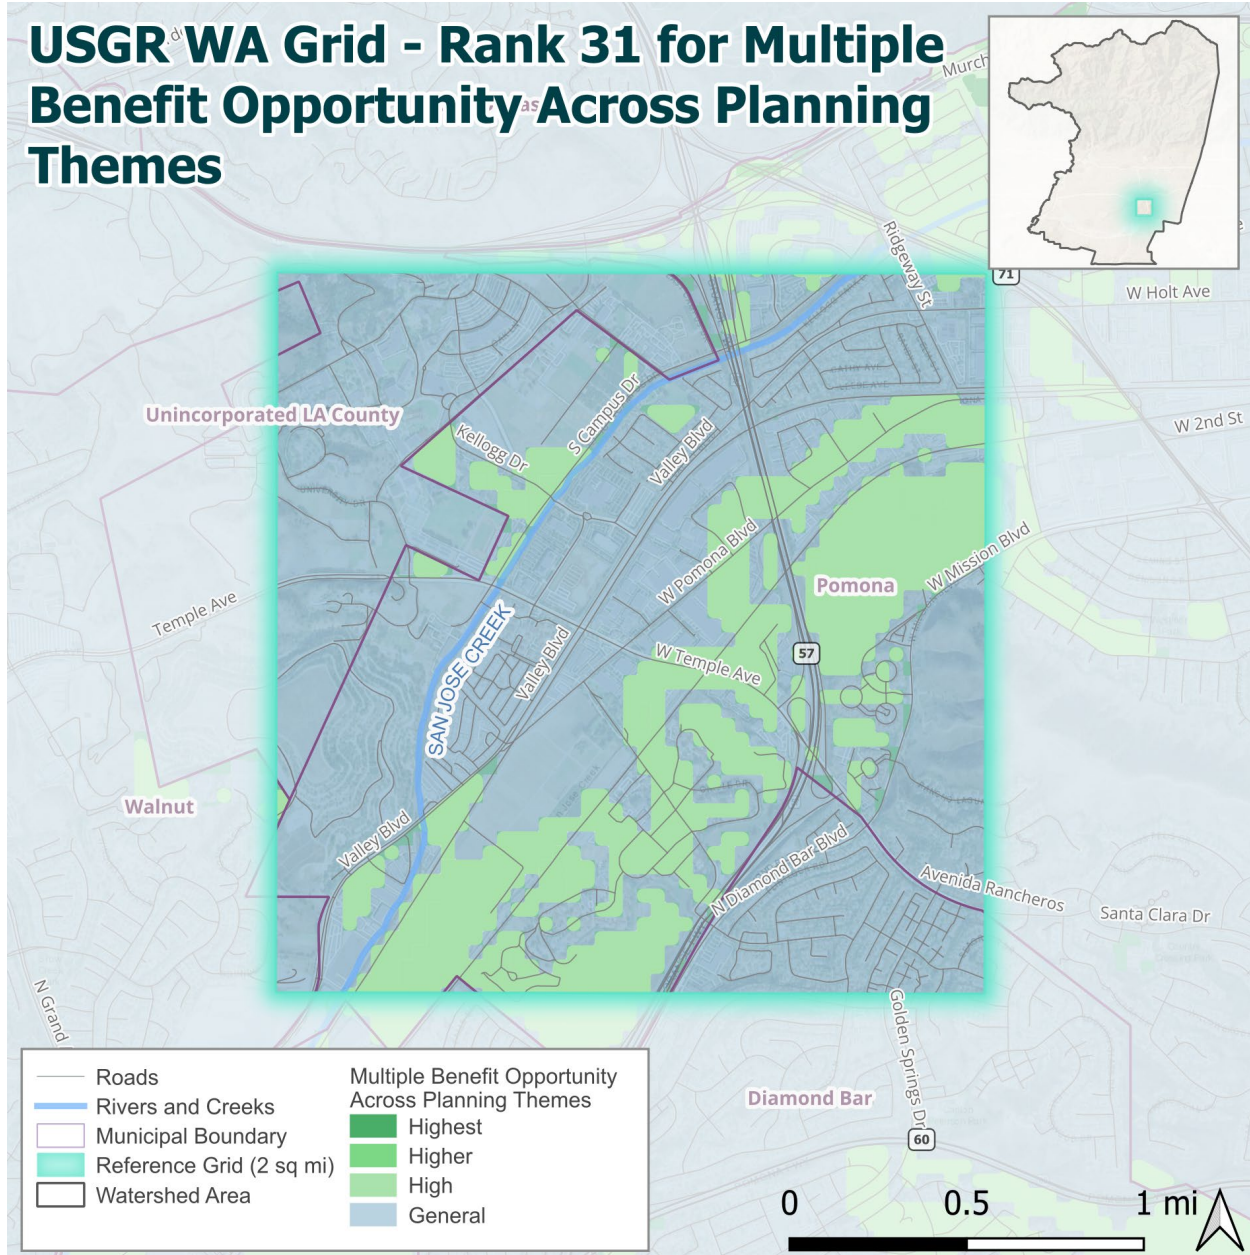 USGR WA Grid - Rank 31 for Multiple
Benefit Opportunity Across Planning
Themes
Murch
Ridgeway St
71
W Holt Ave
Unincorporated LA County
W 2nd St
S Campus Dr
Kellogg Dr
Valley Blvd
W Pomona Blvd
W Mission Blvd
Pomona
Temple Ave
SAN JOSE CREEK
Valley Blvd
W Temple Ave
57
Walnut
Valley Blvd
N Diamond Bar Blvd
Avenida Rancheros
Santa Clara Dr
N Grand
Golden Springs Dr
Diamond Bar
60
Roads
Rivers and Creeks
Municipal Boundary
Reference Grid (2 sq mi)
Watershed Area
Multiple Benefit Opportunity
Across Planning Themes
Highest
Higher
High
General
0 0.5 1 mi